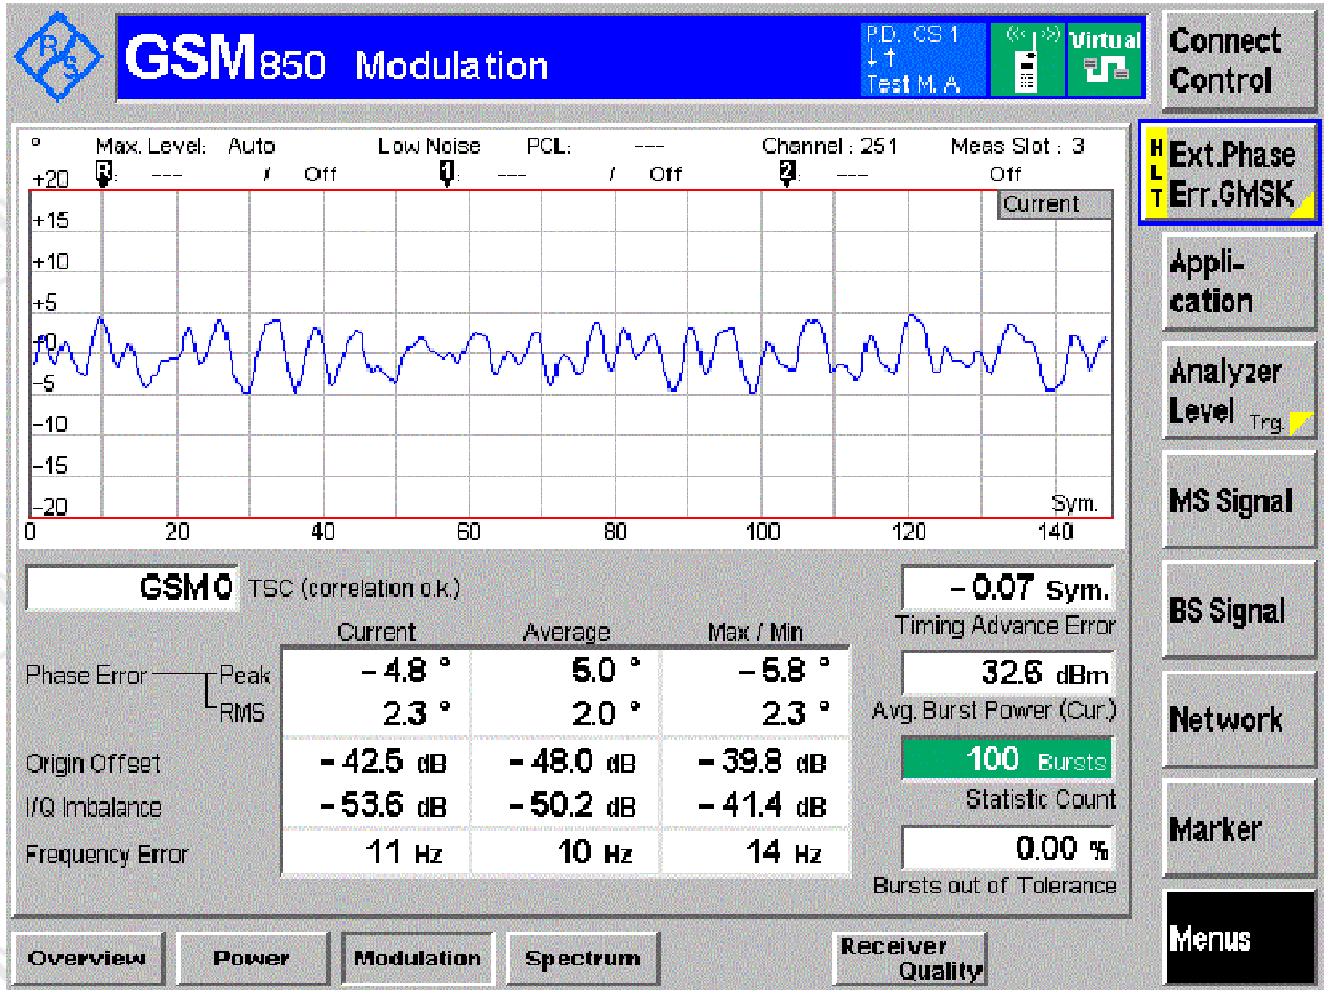 R
S
GSM850 Modulation
P.D. CS 1
Test M. A.
Virtual
Connect
Control
° Max. Level: Auto Low Noise PCL: --- Channel : 251 Meas Slot : 3
R : --- / Off 1 : --- / Off 2 : --- Off
Current
+20
+15
+10
+5
+0
-5
-10
-15
-20
Sym.
0 20 40 60 80 100 120 140
GSM 0 TSC (correlation o.k.)
- 0.07 Sym.
Timing Advance Error
Current Average Max / Min
Phase Error Peak - 4.8 ° 5.0 ° - 5.8 °
RMS 2.3 ° 2.0 ° 2.3 °
32.6 dBm
Avg. Burst Power (Cur.)
Origin Offset - 42.5 dB - 48.0 dB - 39.8 dB
100 Bursts
Statistic Count
I/Q Imbalance - 53.6 dB - 50.2 dB - 41.4 dB
Frequency Error 11 Hz 10 Hz 14 Hz
0.00 %
Bursts out of Tolerance
HLT
Ext.Phase
Err.GMSK
Appli-
cation
Analyzer
Level Trg.
MS Signal
BS Signal
Network
Marker
Menus
Overview Power Modulation Spectrum Receiver
Quality